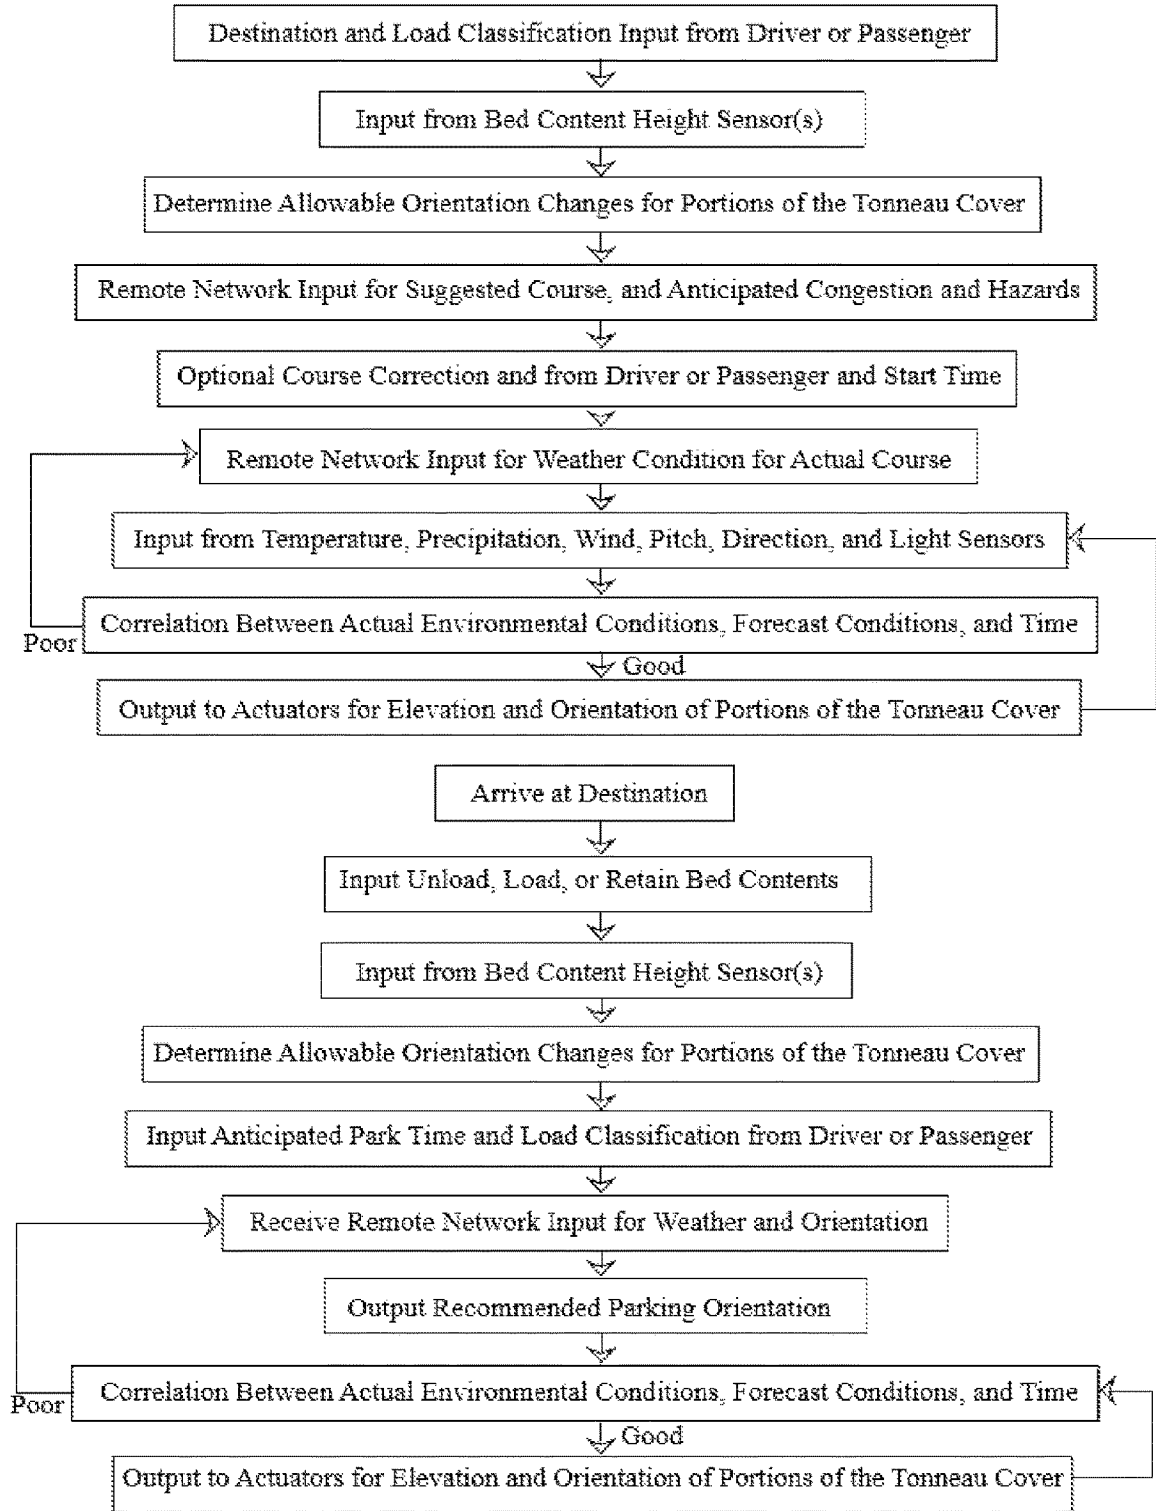 Destination and Load Classification Input from Driver or Passenger
Input from Bed Content Height Sensor(s)
Determine Allowable Orientation Changes for Portions of the Tonneau Cover
Remote Network Input for Suggested Course, and Anticipated Congestion and Hazards
Optional Course Correction and from Driver or Passenger and Start Time
Remote Network Input for Weather Condition for Actual Course
Input from Temperature, Precipitation, Wind, Pitch, Direction, and Light Sensors
Correlation Between Actual Environmental Conditions, Forecast Conditions, and Time
Poor
Good
Output to Actuators for Elevation and Orientation of Portions of the Tonneau Cover
Arrive at Destination
Input Unload, Load, or Retain Bed Contents
Input from Bed Content Height Sensor(s)
Determine Allowable Orientation Changes for Portions of the Tonneau Cover
Input Anticipated Park Time and Load Classification from Driver or Passenger
Receive Remote Network Input for Weather and Orientation
Output Recommended Parking Orientation
Correlation Between Actual Environmental Conditions, Forecast Conditions, and Time
Poor
Good
Output to Actuators for Elevation and Orientation of Portions of the Tonneau Cover